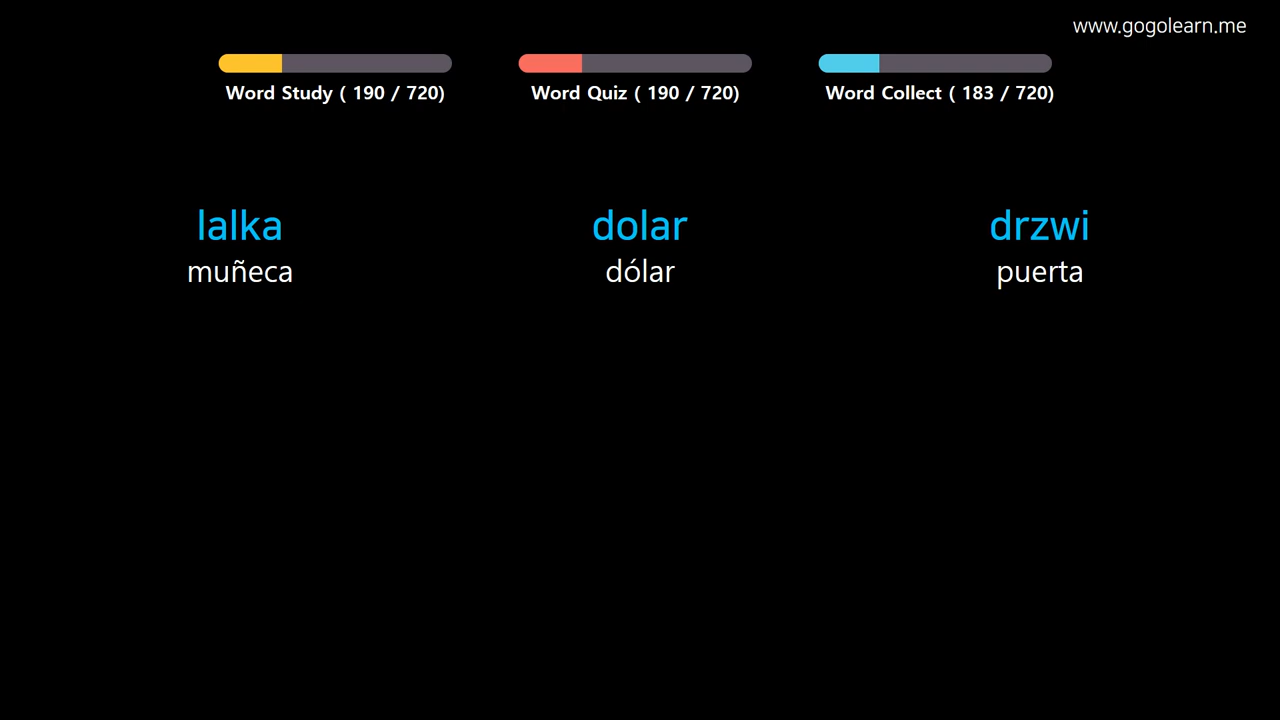 www.gogolearn.me
Word Study ( 190 / 720)
Word Quiz ( 190 / 720)
Word Collect ( 183 / 720)
lalka
muñeca
dolar
dólar
drzwi
puerta